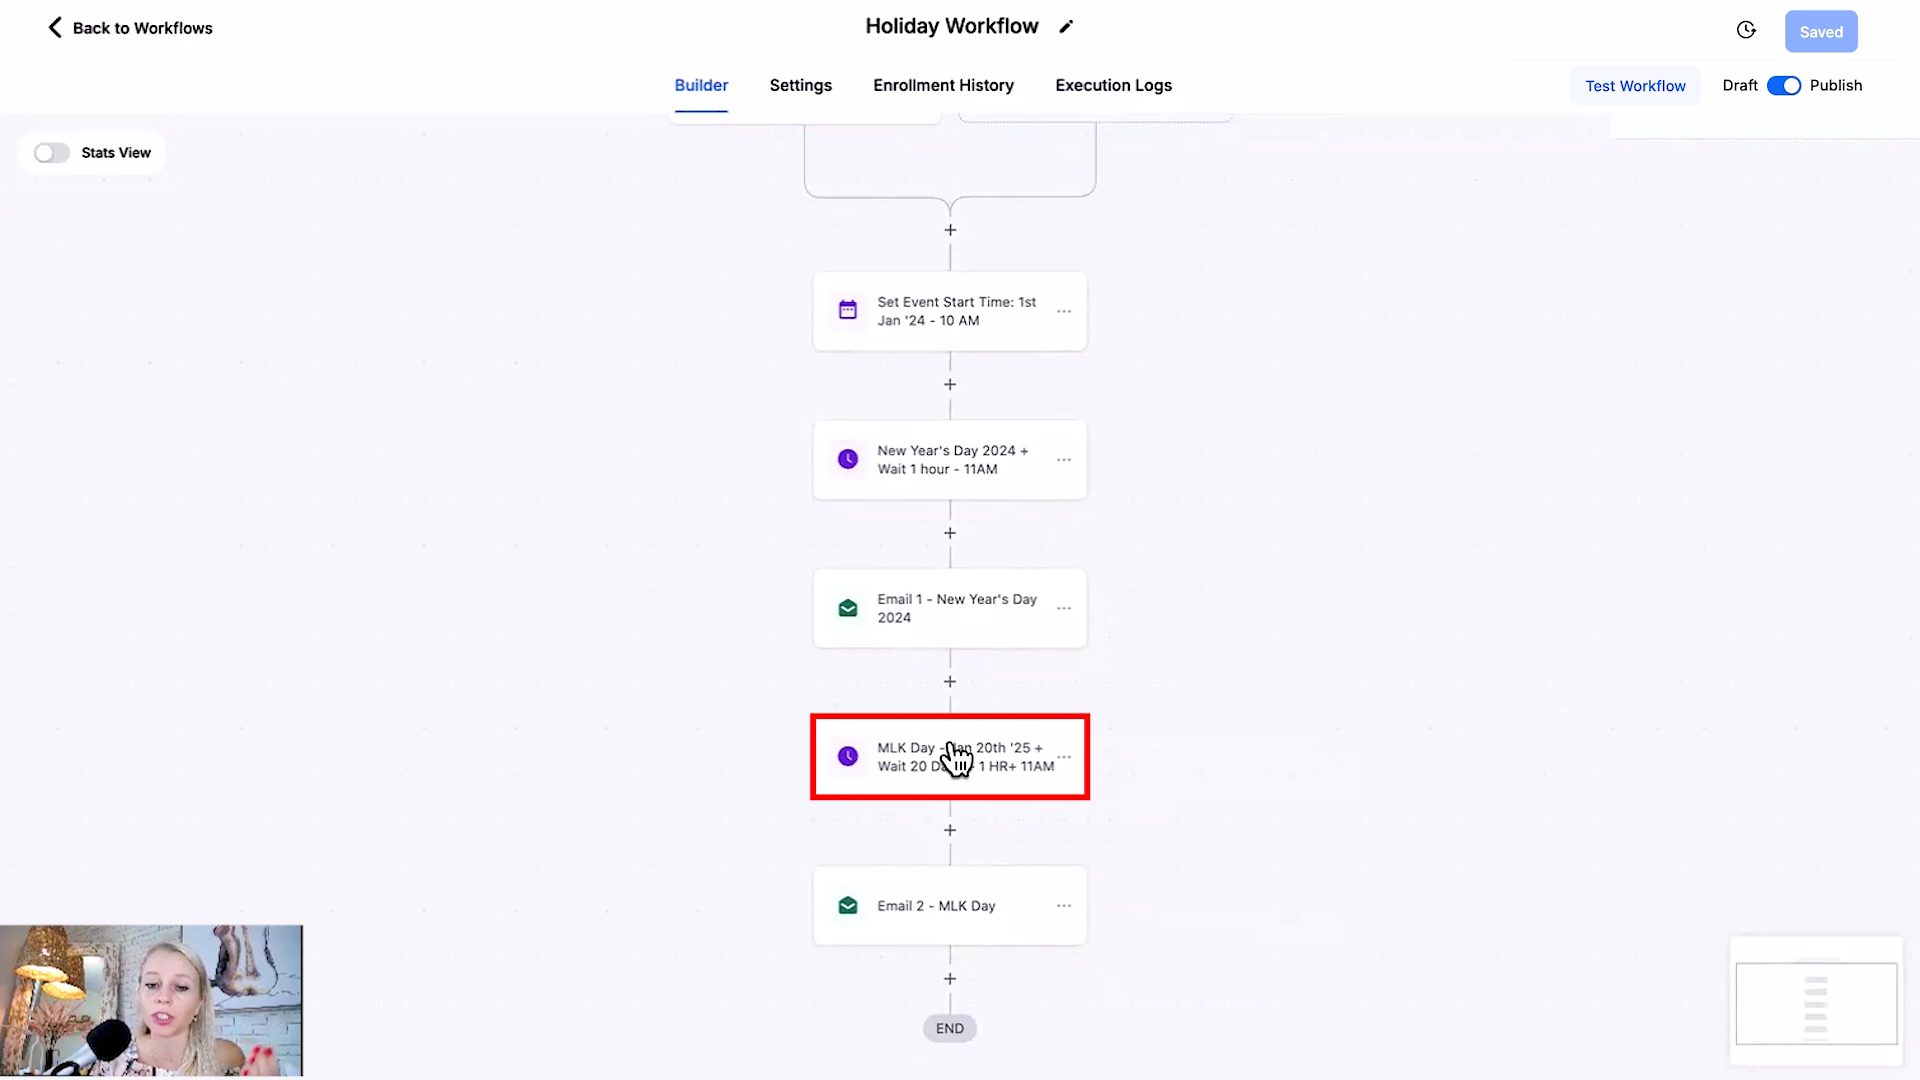 Back to Workflows
Holiday Workflow
Saved
Builder
Settings
Enrollment History
Execution Logs
Test Workflow
Draft
Publish
Stats View
Set Event Start Time: 1st
Jan '24 - 10 AM
New Year's Day 2024 +
Wait 1 hour - 11AM
Email 1 - New Year's Day
2024
MLK Day - 20th '25 +
Wait 20 1 HR+ 11AM
Email 2 - MLK Day
END